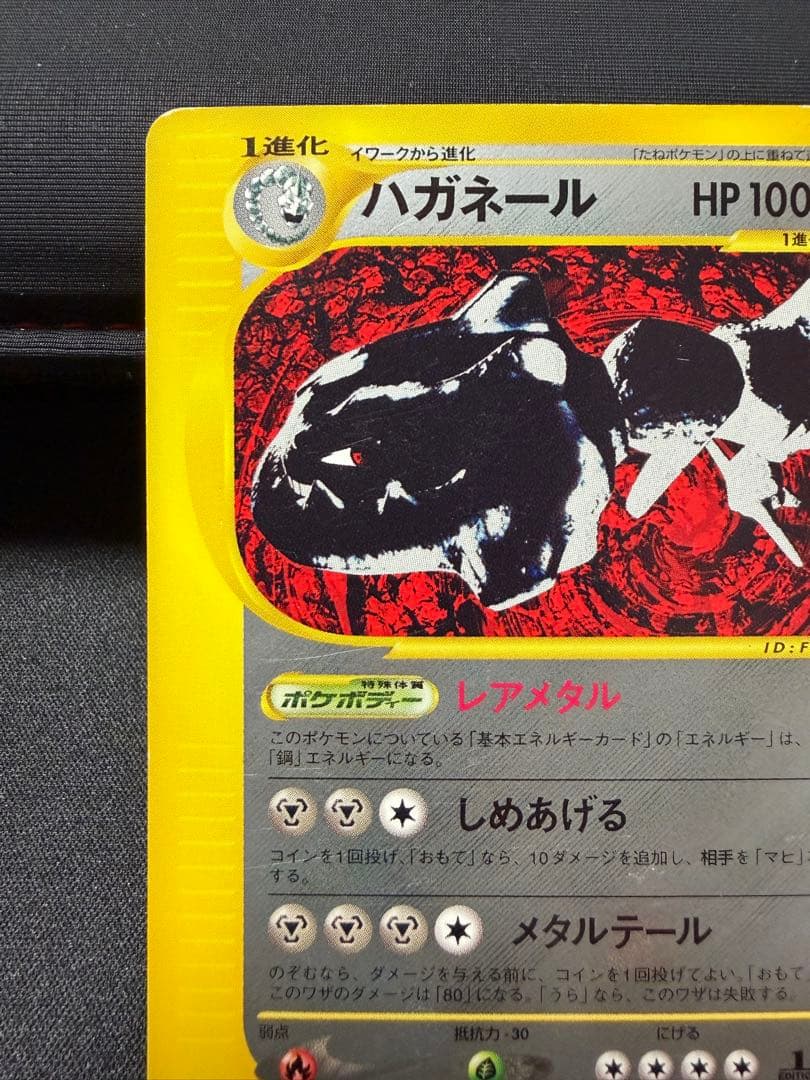 1進化 イワークから進化 「たねポケモン」の上に重ねて
ハガネール HP 100
1進
ID:F
特殊体質
ポケボディー レアメタル
このポケモンについている「基本エネルギーカード」の「エネルギー」は、
「鋼」エネルギーになる。
しめあげる
コインを1回投げ、「おもて」なら、10ダメージを追加し、相手を「マヒ」
する。
メタルテール
のぞむなら、ダメージを与える前に、コインを1回投げてよい。「おもて
このワザのダメージは「80」になる。「うら」なら、このワザは失敗する。
弱点 抵抗力 -30 にげる
1
EDITION